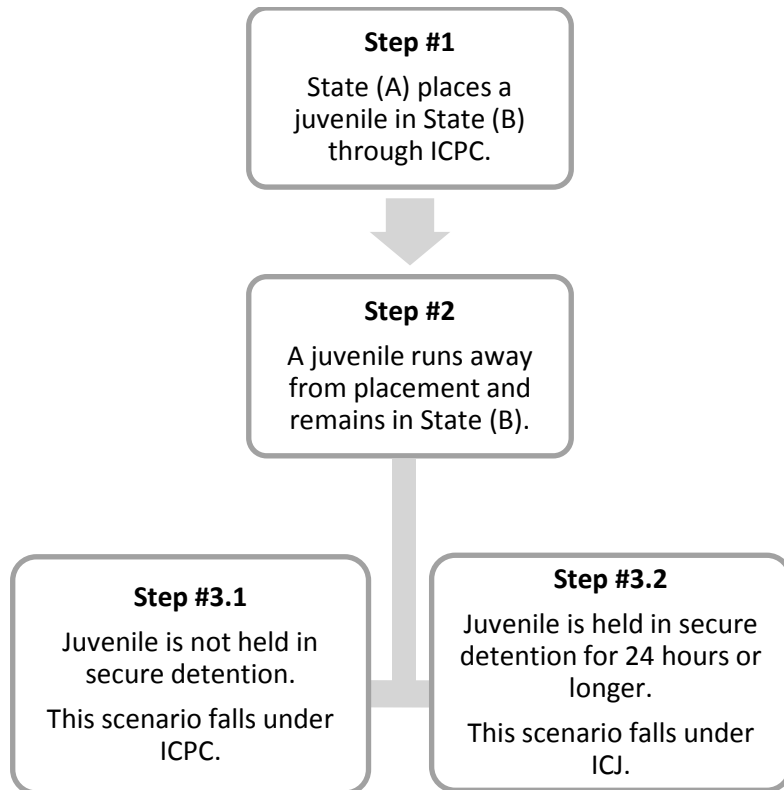 Step #1
State (A) places a
juvenile in State (B)
through ICPC.
Step #2
A juvenile runs away
from placement and
remains in State (B).
Step #3.1
Juvenile is not held in
secure detention.
This scenario falls under
ICPC.
Step #3.2
Juvenile is held in secure
detention for 24 hours or
longer.
This scenario falls under
ICJ.